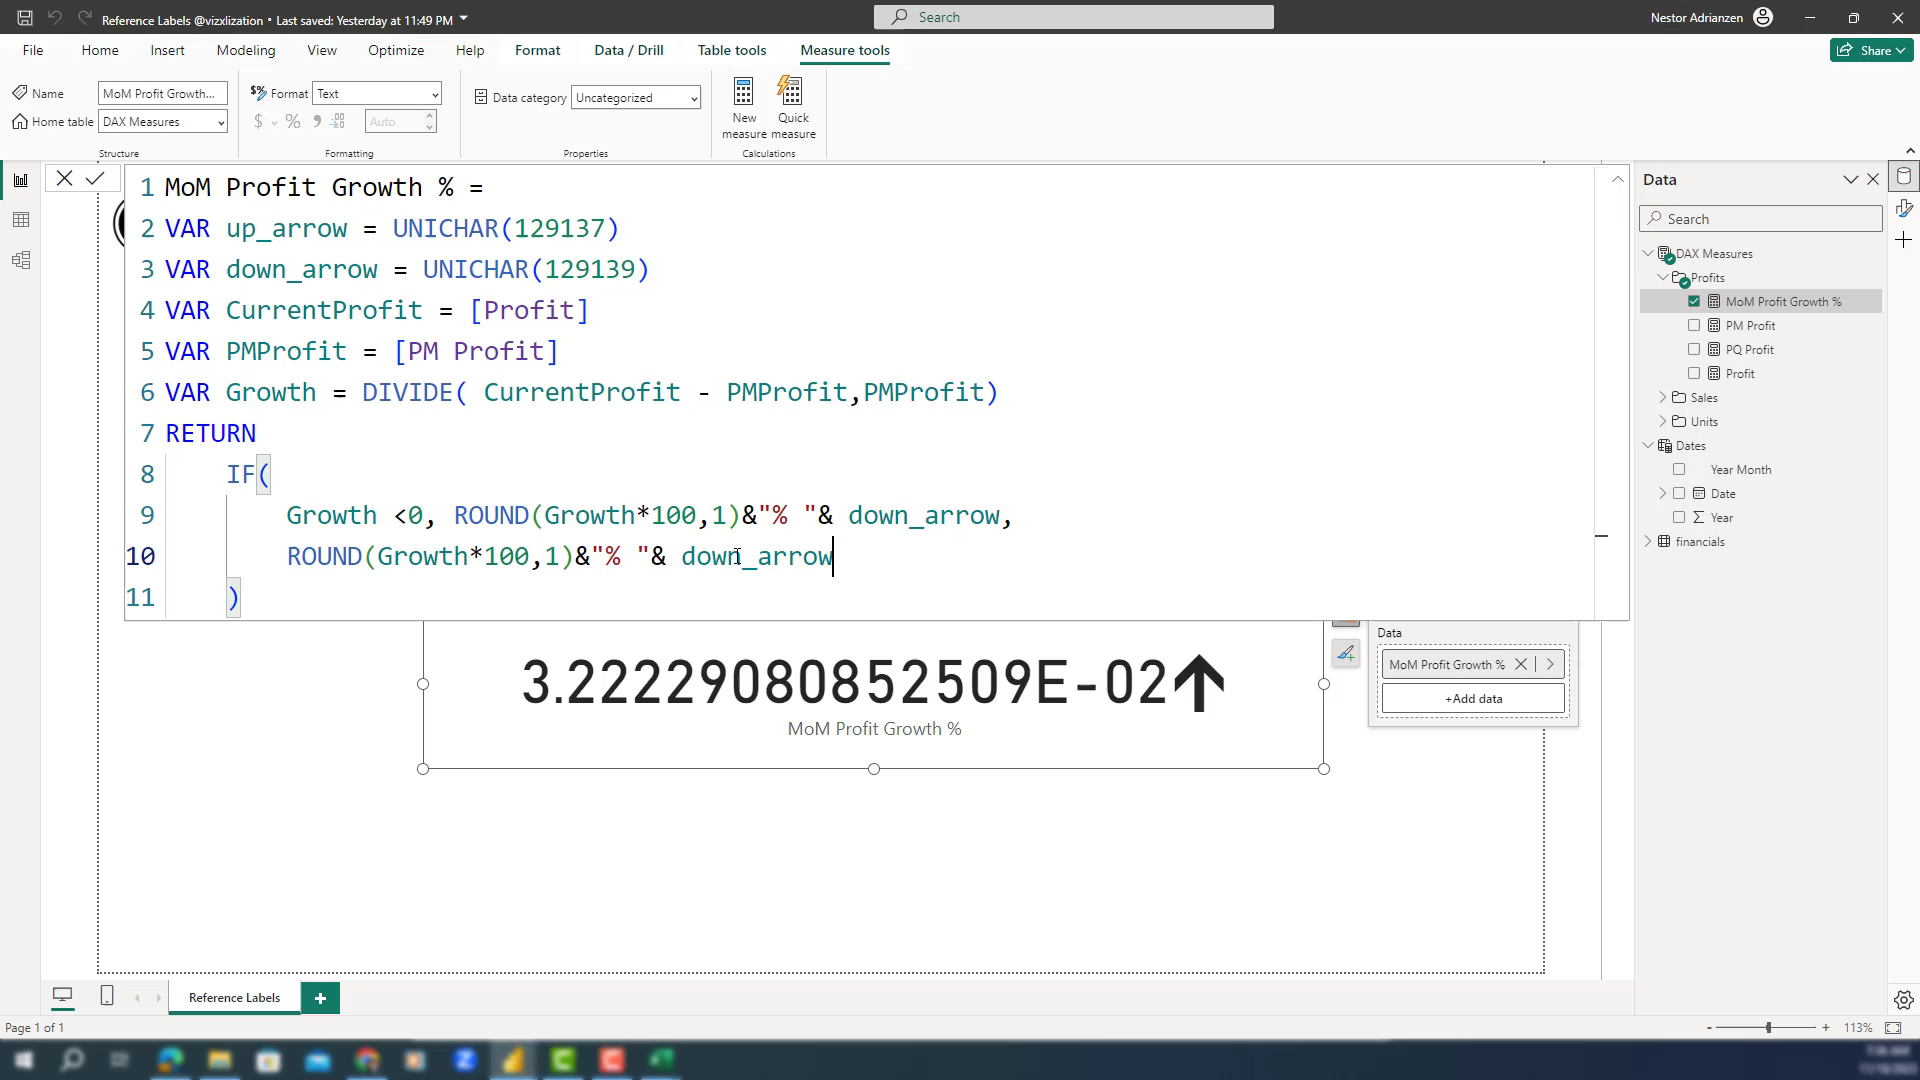 Reference Labels @vizxlization • Last saved: Yesterday at 11:49 PM
Search
Nestor Adrianzen
File Home Insert Modeling View Optimize Help Format Data / Drill Table tools Measure tools
Share
Name MoM Profit Growth...
Format Text
Data category Uncategorized
Home table DAX Measures
$ % Auto
New measure
Quick measure
Structure
Formatting
Properties
Calculations
1 MoM Profit Growth % =
2 VAR up_arrow = UNICHAR(129137)
3 VAR down_arrow = UNICHAR(129139)
4 VAR CurrentProfit = [Profit]
5 VAR PMProfit = [PM Profit]
6 VAR Growth = DIVIDE( CurrentProfit - PMProfit,PMProfit)
7 RETURN
8 IF(
9 Growth <0, ROUND(Growth*100,1)&"% "& down_arrow,
10 ROUND(Growth*100,1)&"% "& down_arrow
11 )
3.22229080852509E-02🡱
MoM Profit Growth %
Data
MoM Profit Growth %
+Add data
Data
Search
DAX Measures
Profits
MoM Profit Growth %
PM Profit
PQ Profit
Profit
Sales
Units
Dates
Year Month
Date
Year
financials
Reference Labels
Page 1 of 1
- + 113%